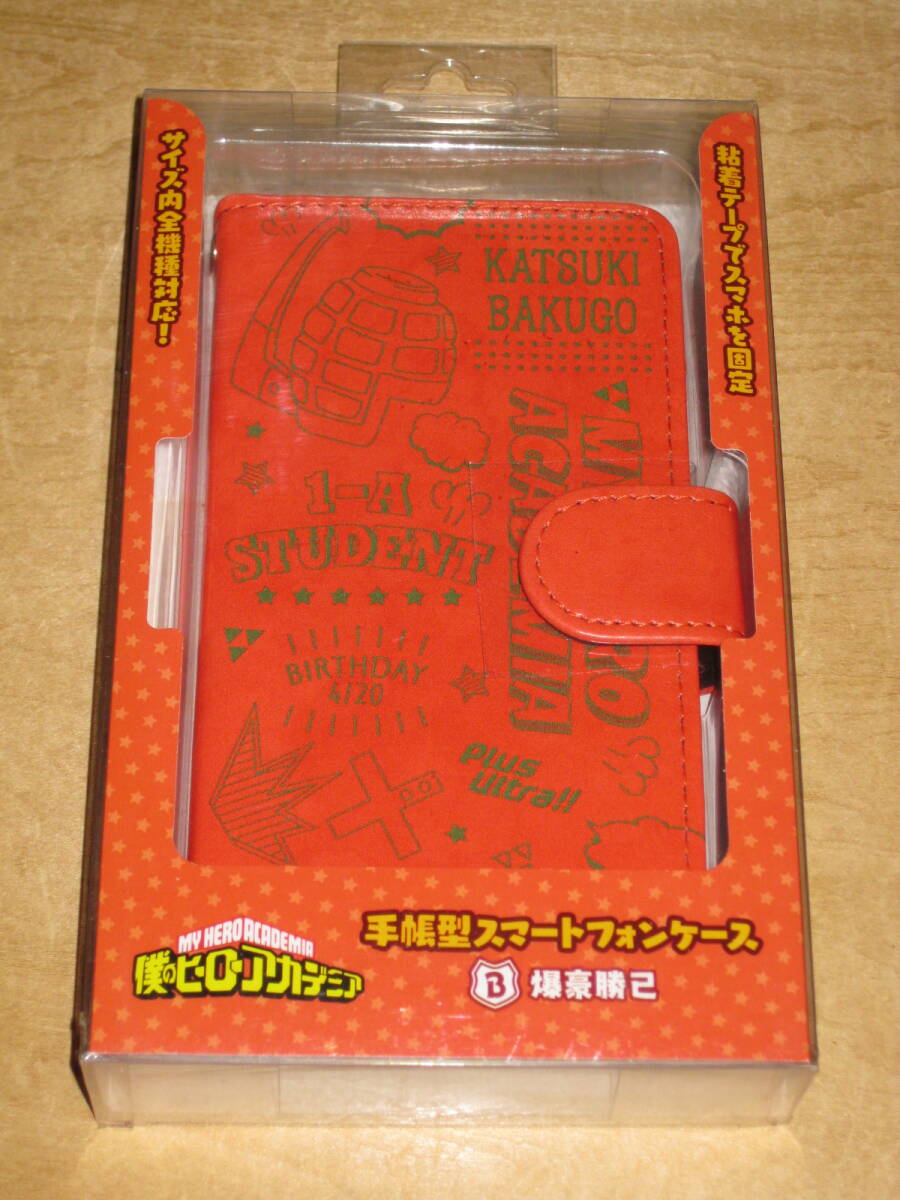 サイズ内全機種対応!
粘着テープでスマホを固定
KATSUKI
BAKUGO
1-A
STUDENT
BIRTHDAY
4/20
ACADEMIA
Plus
Ultra!!
MY HERO ACADEMIA
僕のヒーローアカデミア
手帳型スマートフォンケース
B 爆豪勝己